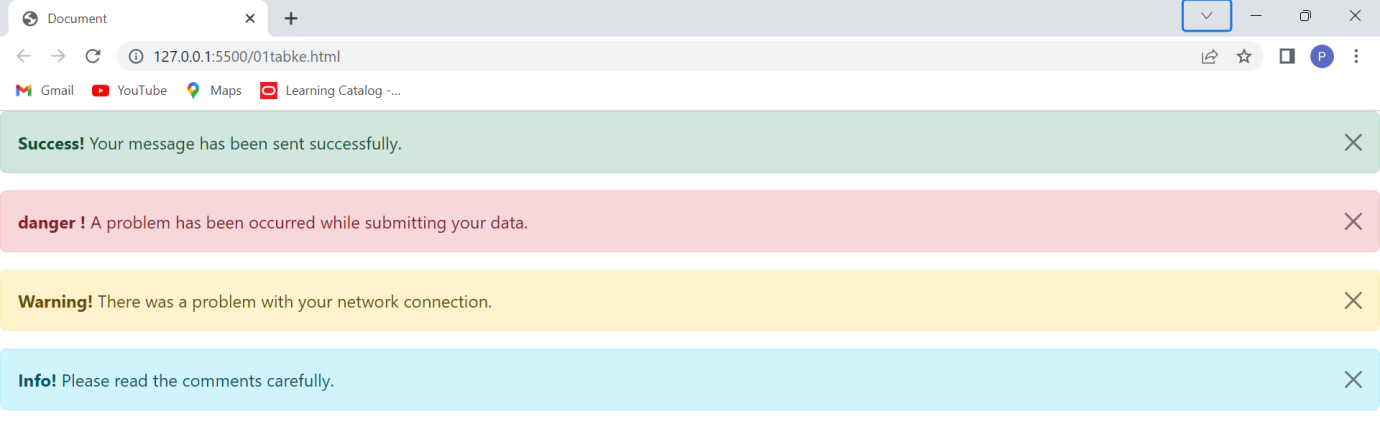 Document
127.0.0.1:5500/01tabke.html
P
Gmail YouTube Maps Learning Catalog -...
Success! Your message has been sent successfully.
danger ! A problem has been occurred while submitting your data.
Warning! There was a problem with your network connection.
Info! Please read the comments carefully.